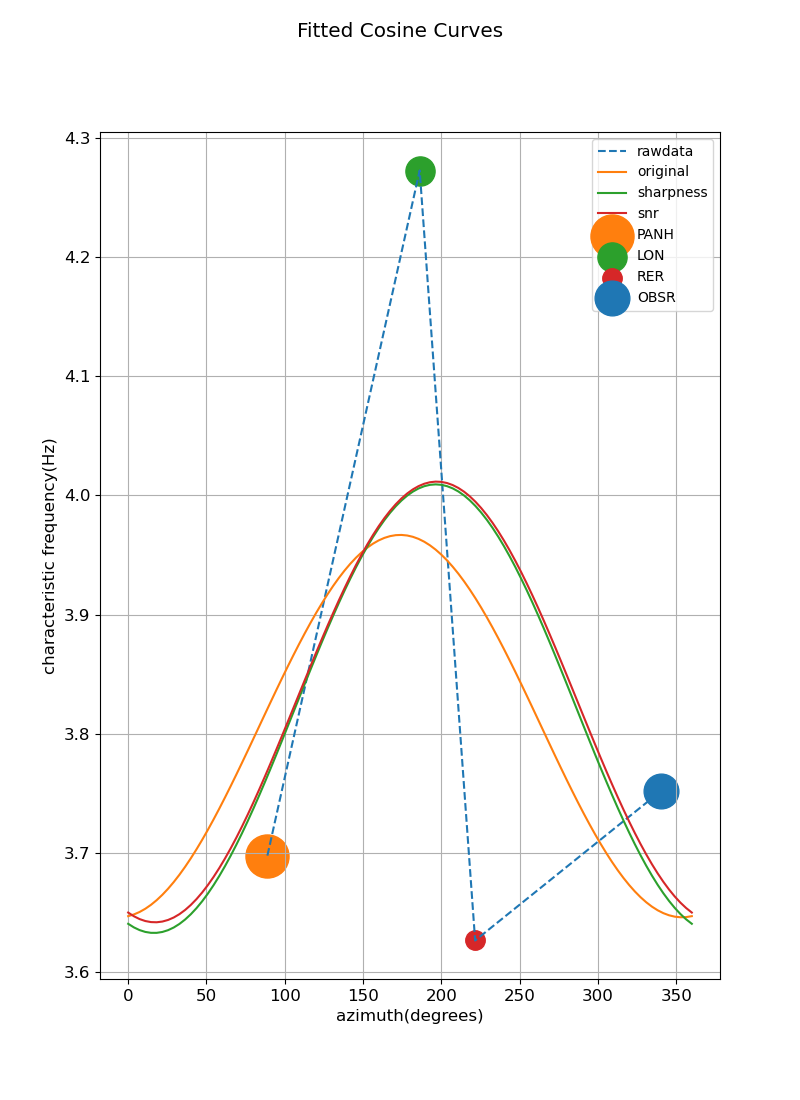 Fitted Cosine Curves
4.3
4.2
4.1
4.0
3.9
3.8
3.7
3.6
characteristic frequency(Hz)
rawdata
original
sharpness
snr
PANH
LON
RER
OBSR
0 50 100 150 200 250 300 350
azimuth(degrees)